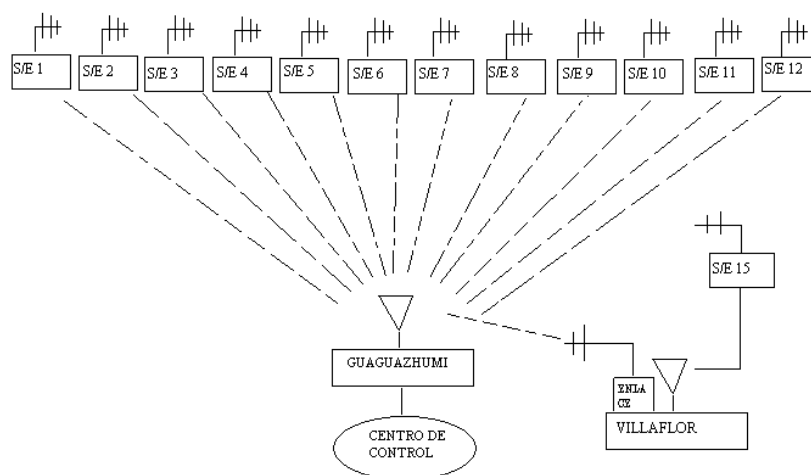 S/E 1
S/E 2
S/E 3
S/E 4
S/E 5
S/E 6
S/E 7
S/E 8
S/E 9
S/E 10
S/E 11
S/E 12
S/E 15
GUAGUAZHUMI
ENLA
CE
VILLAFLOR
CENTRO DE
CONTROL